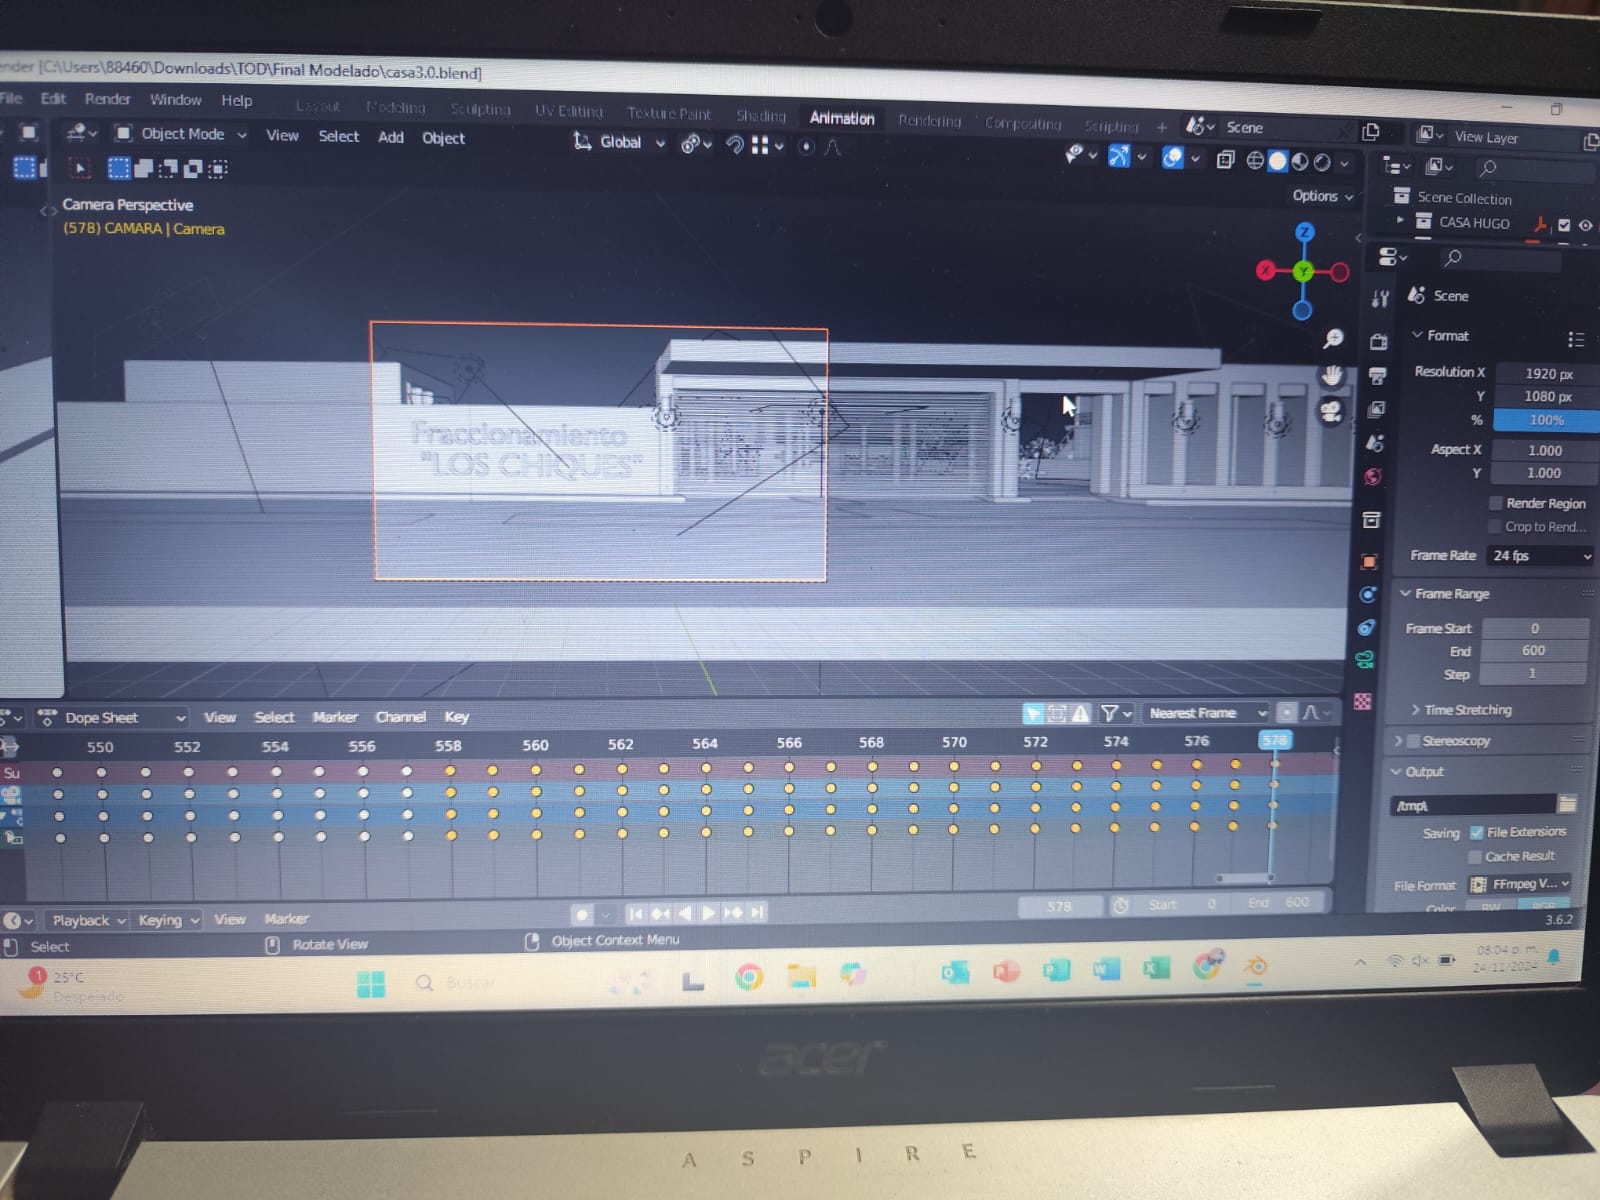 ender [C:\Users\88460\Downloads\TOD\Final Modelado\casa3.0.blend]
File Edit Render Window Help Layout Modeling Sculpting UV Editing Texture Paint Shading Animation Rendering Compositing Scripting + Scene View Layer
Object Mode View Select Add Object Global
Options
Camera Perspective
(578) CAMARA | Camera
Scene Collection
CASA HUGO
Z
X
Y
Scene
Format
Resolution X 1920 px
Y 1080 px
% 100%
Aspect X 1.000
Y 1.000
Render Region
Crop to Rend...
Frame Rate 24 fps
Frame Range
Frame Start 0
End 600
Step 1
Time Stretching
Stereoscopy
Output
/tmp\
Saving File Extensions
Cache Result
File Format FFmpeg V...
Color BW RGB
3.6.2
Fraccionamiento
"LOS CHIQUES"
Dope Sheet View Select Marker Channel Key Nearest Frame
550 552 554 556 558 560 562 564 566 568 570 572 574 576 578
Su
Playback Keying View Marker 578 Start 0 End 600
Select Rotate View Object Context Menu
1 25°C
Despejado
Buscar
08:04 p. m.
24/11/2024
acer
ASPIRE